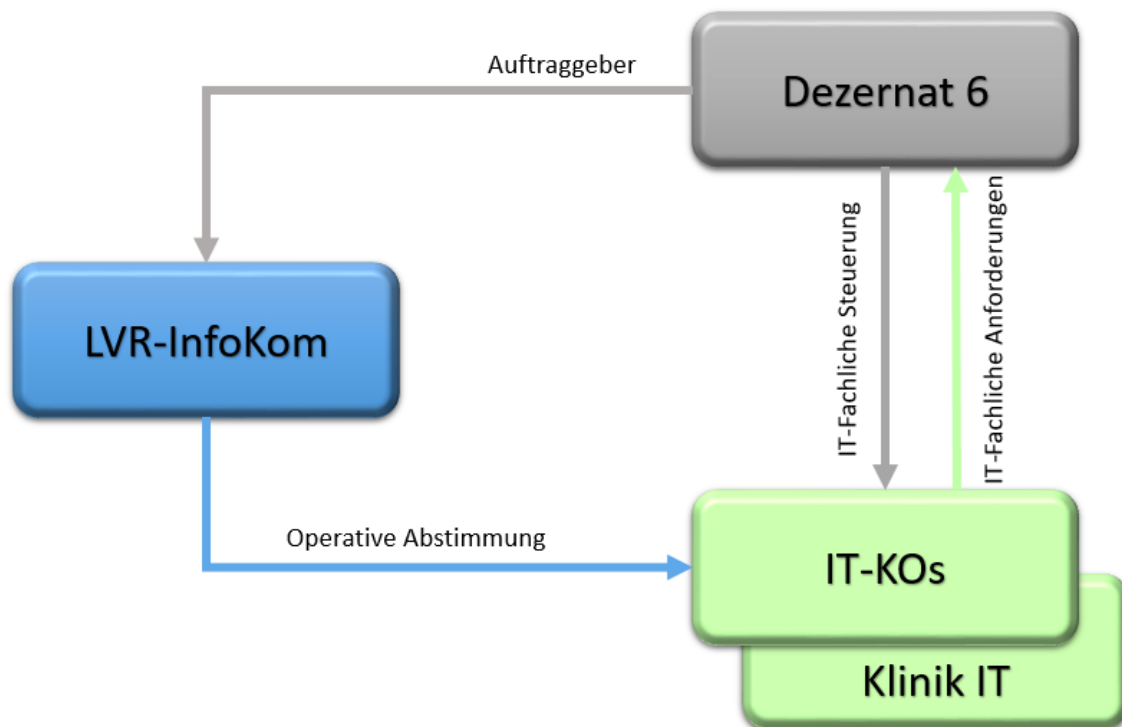 Auftraggeber
Dezernat 6
LVR-InfoKom
IT-Fachliche Steuerung
IT-Fachliche Anforderungen
Operative Abstimmung
IT-KOs
Klinik IT